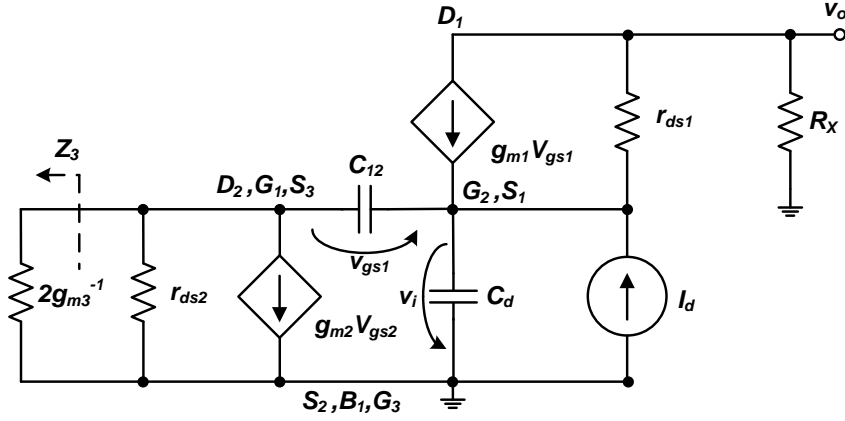 D1
vo
rds1
RX
gm1Vgs1
C12
Z3
D2,G1,S3
G2,S1
vgs1
2gm3-1
rds2
gm2Vgs2
vi
Cd
Id
S2,B1,G3